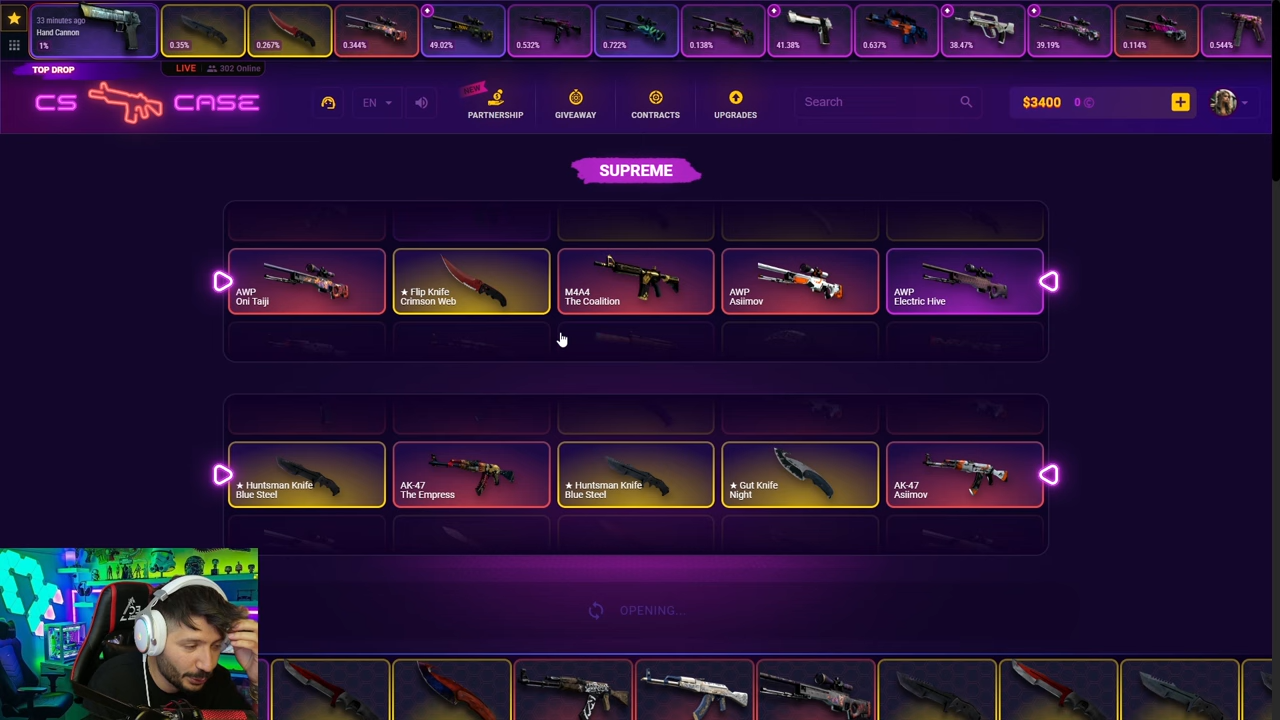 33 minutes ago
Hand Cannon
1%
0.35%
0.267%
0.344%
49.02%
0.532%
0.722%
0.138%
41.38%
0.637%
38.47%
39.19%
0.114%
0.544%
TOP DROP
LIVE
302 Online
CS CASE
EN
NEW
PARTNERSHIP
GIVEAWAY
CONTRACTS
UPGRADES
Search
$3400
0
SUPREME
AWP
Oni Taiji
★ Flip Knife
Crimson Web
M4A4
The Coalition
AWP
Asiimov
AWP
Electric Hive
★ Huntsman Knife
Blue Steel
AK-47
The Empress
★ Huntsman Knife
Blue Steel
★ Gut Knife
Night
AK-47
Asiimov
OPENING...